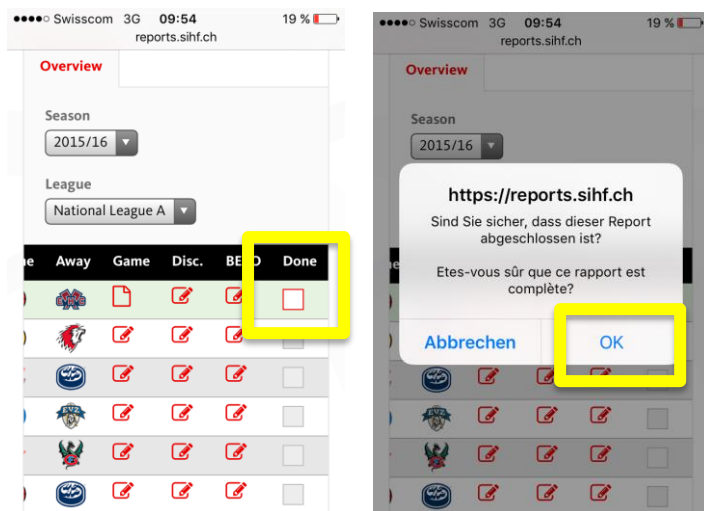 Swisscom 3G 09:54 19 %
reports.sihf.ch
Overview
Season
2015/16
League
National League A
Away Game Disc. Done
EVZ
Swisscom 3G 09:54 19 %
reports.sihf.ch
Overview
Season
2015/16
https://reports.sihf.ch
Sind Sie sicher, dass dieser Report
abgeschlossen ist?
Etes-vous sûr que ce rapport est
complète?
Abbrechen OK
EVZ